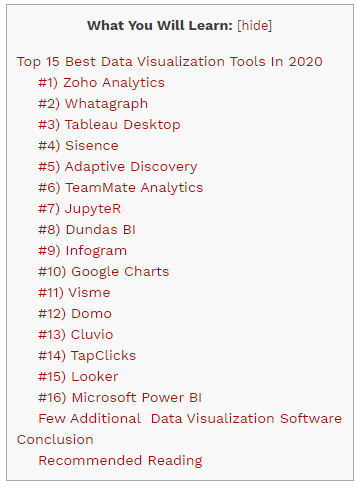 What You Will Learn: [hide]
Top 15 Best Data Visualization Tools In 2020
#1) Zoho Analytics
#2) Whatagraph
#3) Tableau Desktop
#4) Sisence
#5) Adaptive Discovery
#6) TeamMate Analytics
#7) JupyteR
#8) Dundas BI
#9) Infogram
#10) Google Charts
#11) Visme
#12) Domo
#13) Cluvio
#14) TapClicks
#15) Looker
#16) Microsoft Power BI
Few Additional  Data Visualization Software
Conclusion
Recommended Reading